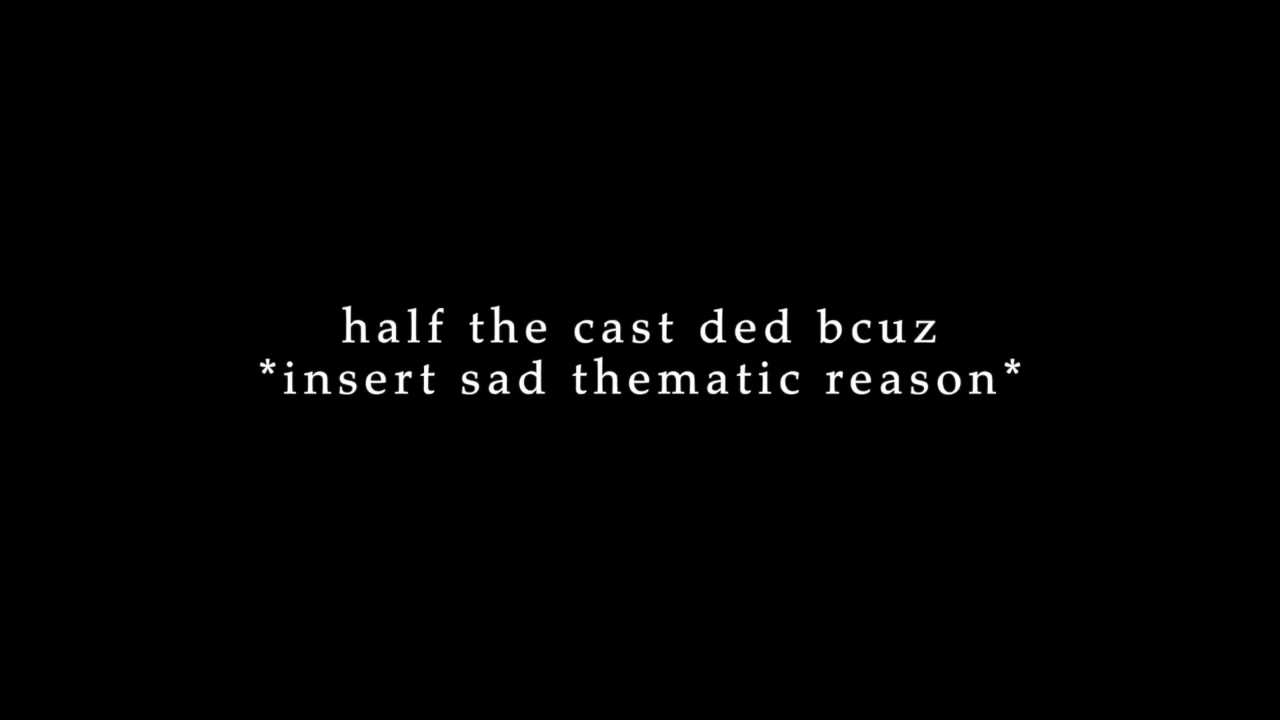 half the cast ded bcuz
*insert sad thematic reason*